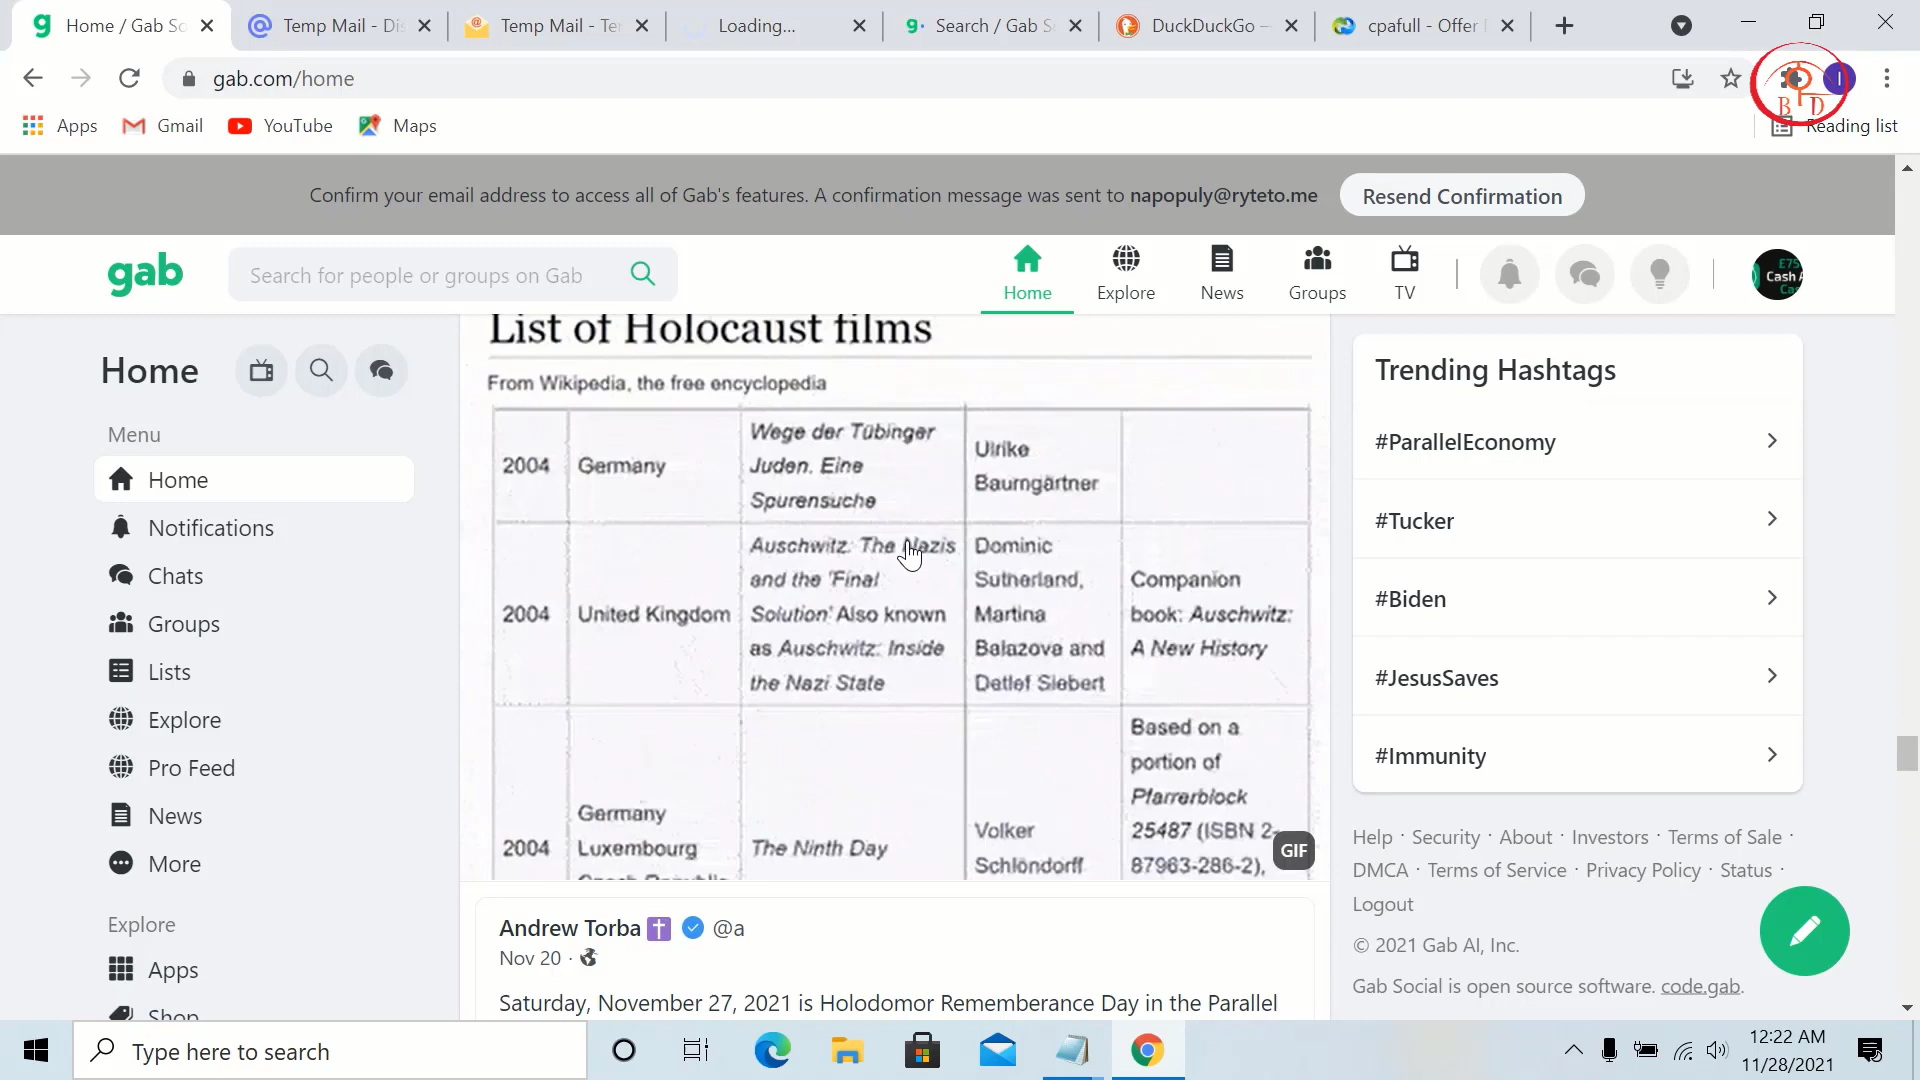 Home / Gab So
Temp Mail - Dis
Temp Mail - Ter
Loading...
Search / Gab S
DuckDuckGo —
cpafull - Offer
gab.com/home
I
B D
Apps
Gmail
YouTube
Maps
Reading list
Confirm your email address to access all of Gab's features. A confirmation message was sent to napopuly@ryteto.me
Resend Confirmation
gab
Search for people or groups on Gab
Home
Explore
News
Groups
TV
E75
Cash A
Cas
Home
Menu
Home
Notifications
Chats
Groups
Lists
Explore
Pro Feed
News
More
Explore
Apps
Shop
List of Holocaust films
From Wikipedia, the free encyclopedia
2004
Germany
Wege der Tübinger
Juden. Eine
Spurensuche
Ulrike
Baumgärtner
2004
United Kingdom
Auschwitz: The Nazis
and the 'Final
Solution' Also known
as Auschwitz: Inside
the Nazi State
Dominic
Sutherland,
Martina
Balazova and
Detlef Siebert
Companion
book: Auschwitz:
A New History
2004
Germany
Luxembourg
Czech Republic
The Ninth Day
Volker
Schlöndorff
Based on a
portion of
Pfarrerblock
25487 (ISBN 2-
87963-286-2),
GIF
Andrew Torba @a
Nov 20 ·
Saturday, November 27, 2021 is Holodomor Rememberance Day in the Parallel
Trending Hashtags
#ParallelEconomy
#Tucker
#Biden
#JesusSaves
#Immunity
Help · Security · About · Investors · Terms of Sale ·
DMCA · Terms of Service · Privacy Policy · Status ·
Logout
© 2021 Gab AI, Inc.
Gab Social is open source software. code.gab.
Type here to search
12:22 AM
11/28/2021